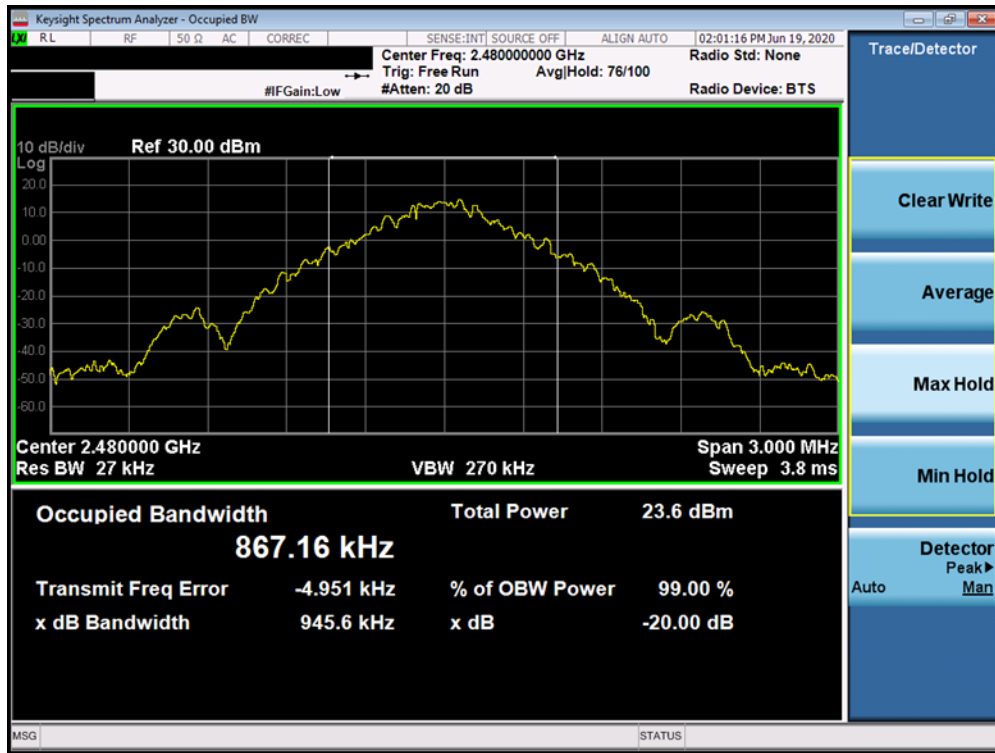 Keysight Spectrum Analyzer - Occupied BW
LXI RL RF 50 Ω AC CORREC SENSE:INT SOURCE OFF ALIGN AUTO 02:01:16 PM Jun 19, 2020
Center Freq: 2.480000000 GHz Radio Std: None
Trig: Free Run Avg|Hold: 76/100
#IFGain:Low #Atten: 20 dB Radio Device: BTS
Trace/Detector
10 dB/div Ref 30.00 dBm
Log
20.0
10.0
0.00
-10.0
-20.0
-30.0
-40.0
-50.0
-60.0
Center 2.480000 GHz Span 3.000 MHz
Res BW 27 kHz VBW 270 kHz Sweep 3.8 ms
Occupied Bandwidth Total Power 23.6 dBm
867.16 kHz
Transmit Freq Error -4.951 kHz % of OBW Power 99.00 %
x dB Bandwidth 945.6 kHz x dB -20.00 dB
Clear Write
Average
Max Hold
Min Hold
Detector
Peak▶
Auto Man
MSG STATUS